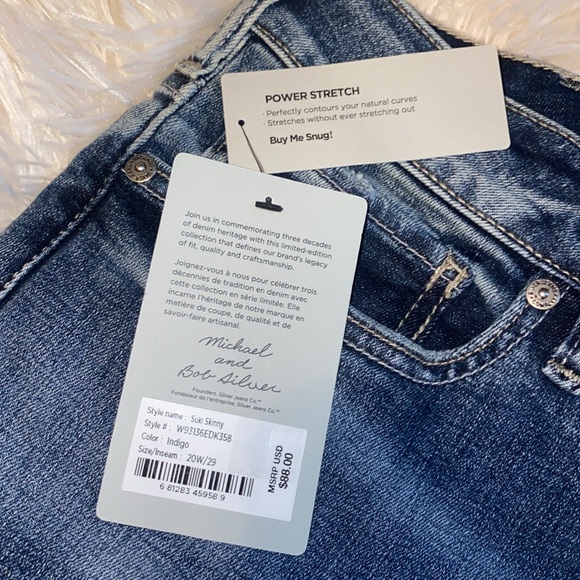 POWER STRETCH
· Perfectly contours your natural curves
· Stretches without ever stretching out
Buy Me Snug!
Join us in commemorating three decades
of denim heritage with this limited-edition
collection that defines our brand's legacy
of fit, quality and craftsmanship.
Joignez-vous à nous pour célébrer trois
décennies de tradition en denim avec
cette collection en série limitée. Elle
incarne l'héritage de notre marque en
matière de coupe, de qualité et de
savoir-faire artisanal.
Michael
and
Bob Silver
Founders, Silver Jeans Co.™
Fondateur de l'entreprise, Silver Jeans Co.™
Style name : Suki Skinny
Style # : W93136EDK358
Color : Indigo
Size/Inseam : 20W/29
6 81283 45958 9
MSRP USD
$88.00